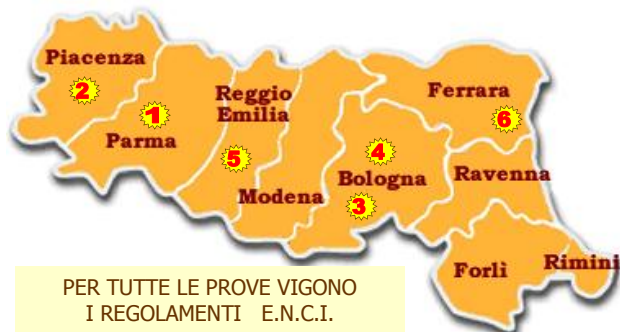 Piacenza
2
1
Parma
Reggio
Emilia
5
Modena
4
Bologna
3
Ferrara
6
Ravenna
Forlì
Rimini
PER TUTTE LE PROVE VIGONO
I REGOLAMENTI E.N.C.I.